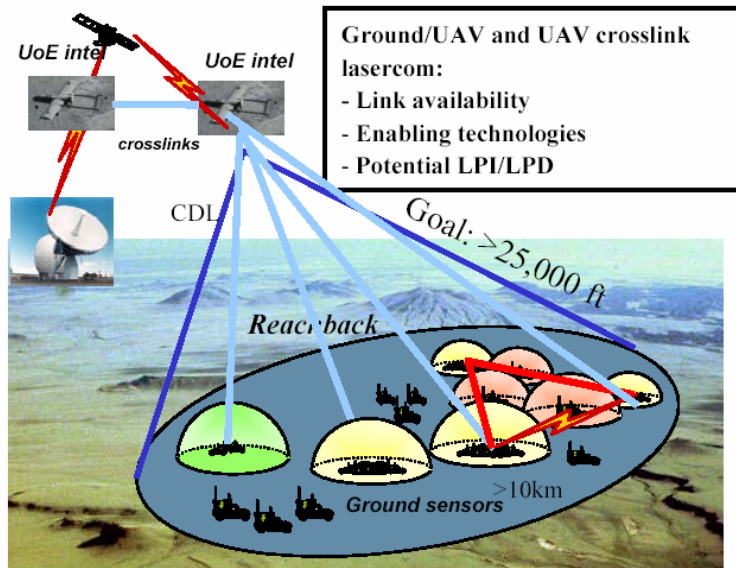 UoE intel
UoE intel
crosslinks
Ground/UAV and UAV crosslink
lasercom:
- Link availability
- Enabling technologies
- Potential LPI/LPD
CDL
Goal: >25,000 ft
Reachback
>10km
Ground sensors